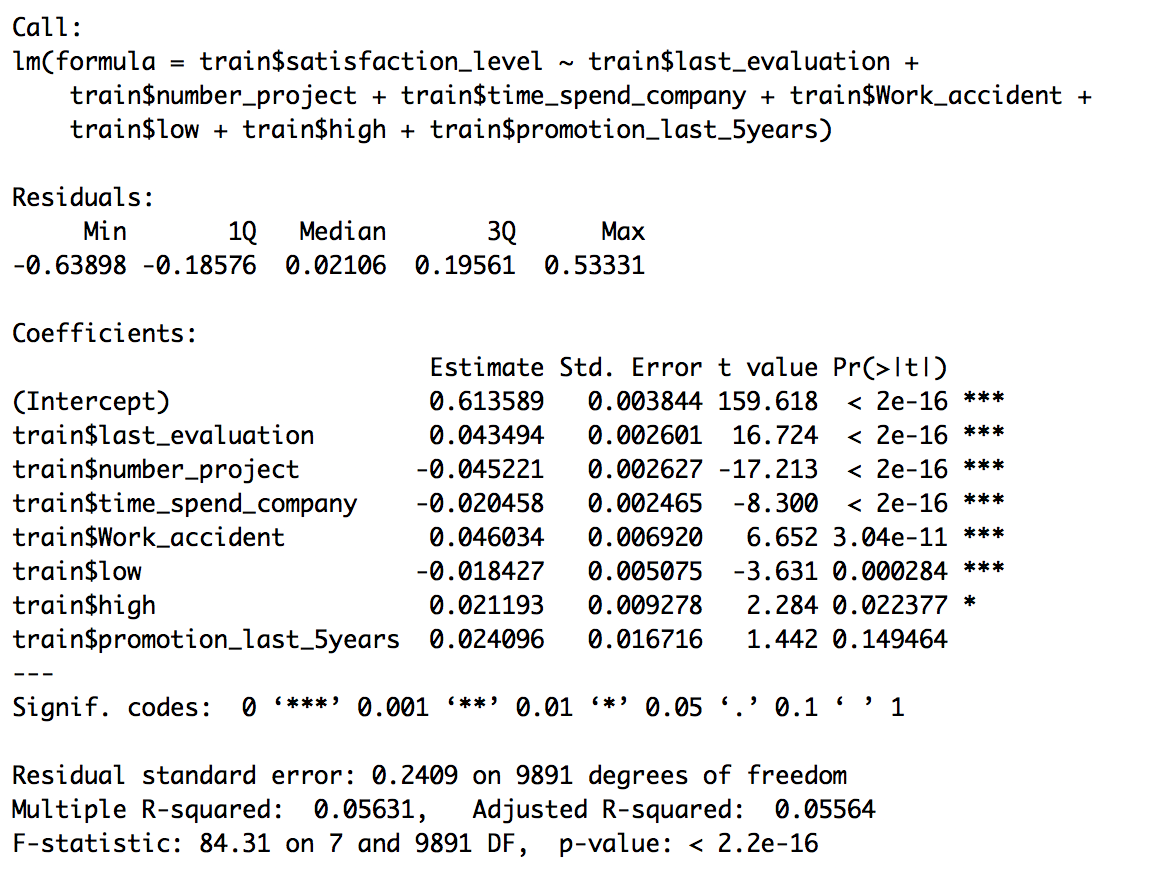 Call:
lm(formula = train$satisfaction_level ~ train$last_evaluation +
    train$number_project + train$time_spend_company + train$Work_accident +
    train$low + train$high + train$promotion_last_5years)

Residuals:
     Min       1Q   Median       3Q      Max
-0.63898 -0.18576  0.02106  0.19561  0.53331

Coefficients:
                             Estimate Std. Error t value Pr(>|t|)
(Intercept)                  0.613589   0.003844 159.618  < 2e-16 ***
train$last_evaluation        0.043494   0.002601  16.724  < 2e-16 ***
train$number_project        -0.045221   0.002627 -17.213  < 2e-16 ***
train$time_spend_company    -0.020458   0.002465  -8.300  < 2e-16 ***
train$Work_accident          0.046034   0.006920   6.652 3.04e-11 ***
train$low                   -0.018427   0.005075  -3.631 0.000284 ***
train$high                   0.021193   0.009278   2.284 0.022377 *
train$promotion_last_5years  0.024096   0.016716   1.442 0.149464
---
Signif. codes:  0 ‘***’ 0.001 ‘**’ 0.01 ‘*’ 0.05 ‘.’ 0.1 ‘ ’ 1

Residual standard error: 0.2409 on 9891 degrees of freedom
Multiple R-squared:  0.05631,   Adjusted R-squared:  0.05564
F-statistic: 84.31 on 7 and 9891 DF,  p-value: < 2.2e-16